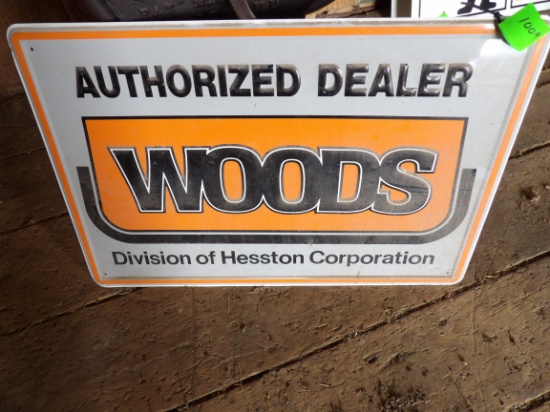 AUTHORIZED DEALER
WOODS
Division of Hesston Corporation